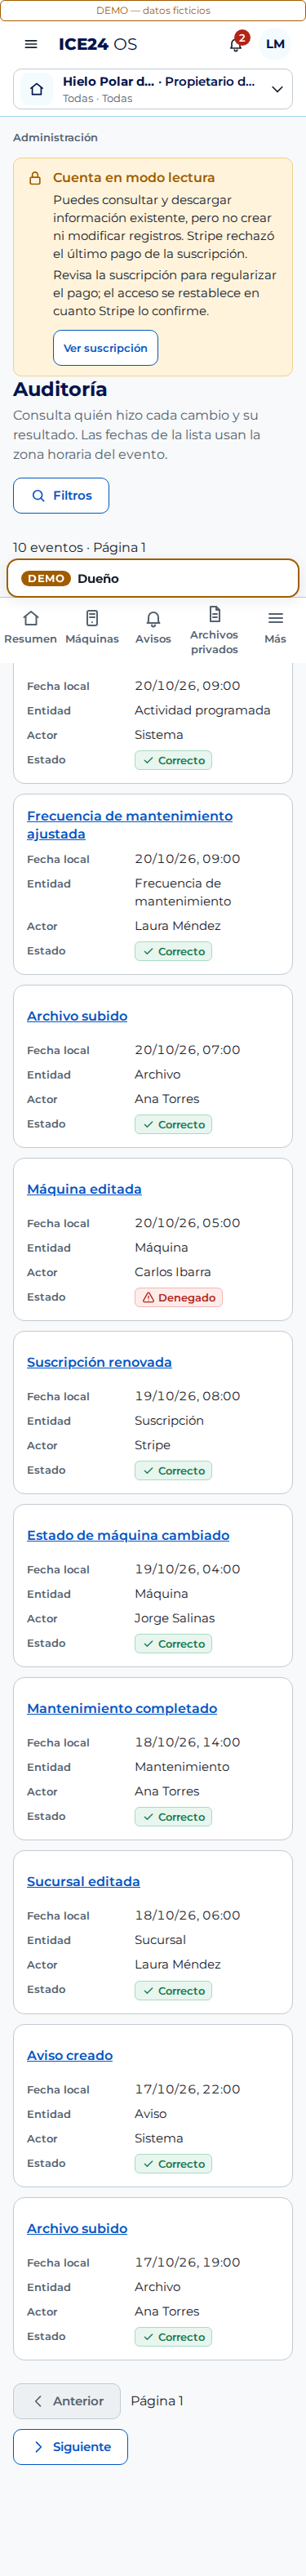 DEMO — datos ficticios
ICE24 OS
2
LM
Hielo Polar d... · Propietario d...
Todas · Todas
Administración
Cuenta en modo lectura
Puedes consultar y descargar
información existente, pero no crear
ni modificar registros. Stripe rechazó
el último pago de la suscripción.
Revisa la suscripción para regularizar
el pago; el acceso se restablece en
cuanto Stripe lo confirme.
Ver suscripción
Auditoría
Consulta quién hizo cada cambio y su
resultado. Las fechas de la lista usan la
zona horaria del evento.
Filtros
10 eventos · Página 1
DEMO Dueño
Resumen
Máquinas
Avisos
Archivos
privados
Más
Fecha local 20/10/26, 09:00
Entidad Actividad programada
Actor Sistema
Estado Correcto
Frecuencia de mantenimiento
ajustada
Fecha local 20/10/26, 09:00
Entidad Frecuencia de
mantenimiento
Actor Laura Méndez
Estado Correcto
Archivo subido
Fecha local 20/10/26, 07:00
Entidad Archivo
Actor Ana Torres
Estado Correcto
Máquina editada
Fecha local 20/10/26, 05:00
Entidad Máquina
Actor Carlos Ibarra
Estado Denegado
Suscripción renovada
Fecha local 19/10/26, 08:00
Entidad Suscripción
Actor Stripe
Estado Correcto
Estado de máquina cambiado
Fecha local 19/10/26, 04:00
Entidad Máquina
Actor Jorge Salinas
Estado Correcto
Mantenimiento completado
Fecha local 18/10/26, 14:00
Entidad Mantenimiento
Actor Ana Torres
Estado Correcto
Sucursal editada
Fecha local 18/10/26, 06:00
Entidad Sucursal
Actor Laura Méndez
Estado Correcto
Aviso creado
Fecha local 17/10/26, 22:00
Entidad Aviso
Actor Sistema
Estado Correcto
Archivo subido
Fecha local 17/10/26, 19:00
Entidad Archivo
Actor Ana Torres
Estado Correcto
Anterior Página 1
Siguiente